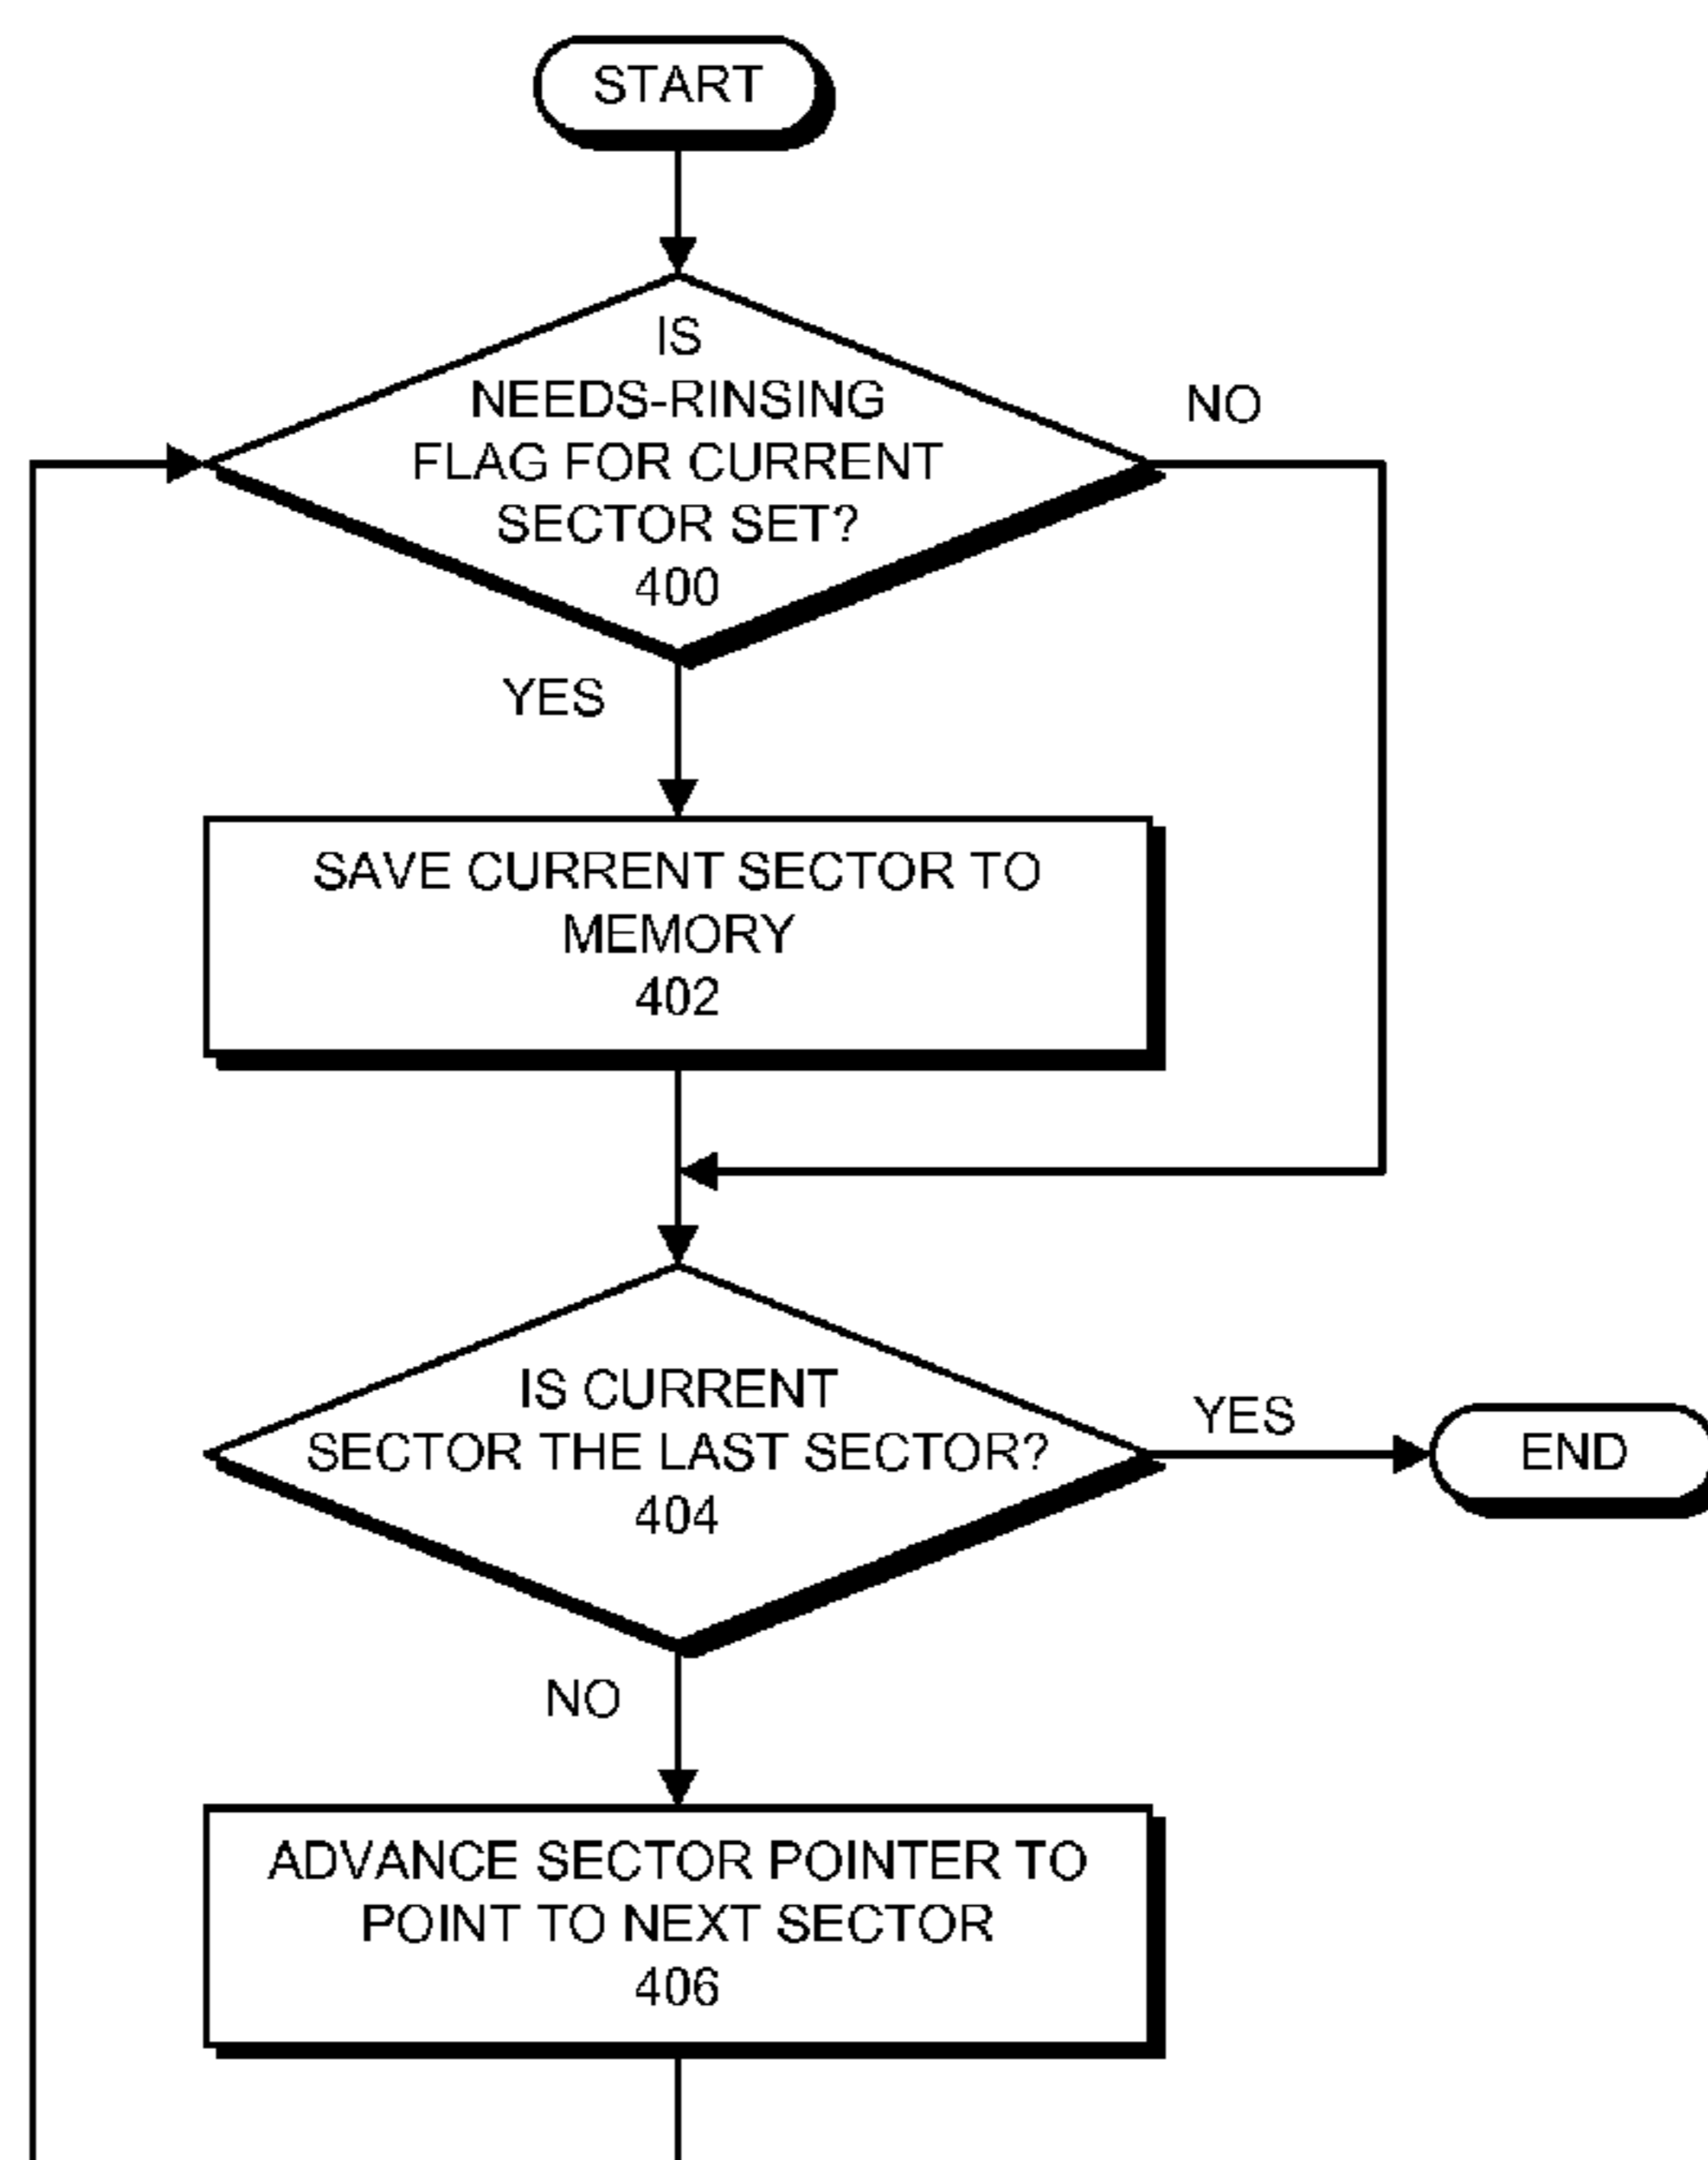 START
IS
NEEDS-RINSING
FLAG FOR CURRENT
SECTOR SET?
400
NO
YES
SAVE CURRENT SECTOR TO
MEMORY
402
IS CURRENT
SECTOR THE LAST SECTOR?
404
YES
END
NO
ADVANCE SECTOR POINTER TO
POINT TO NEXT SECTOR
406